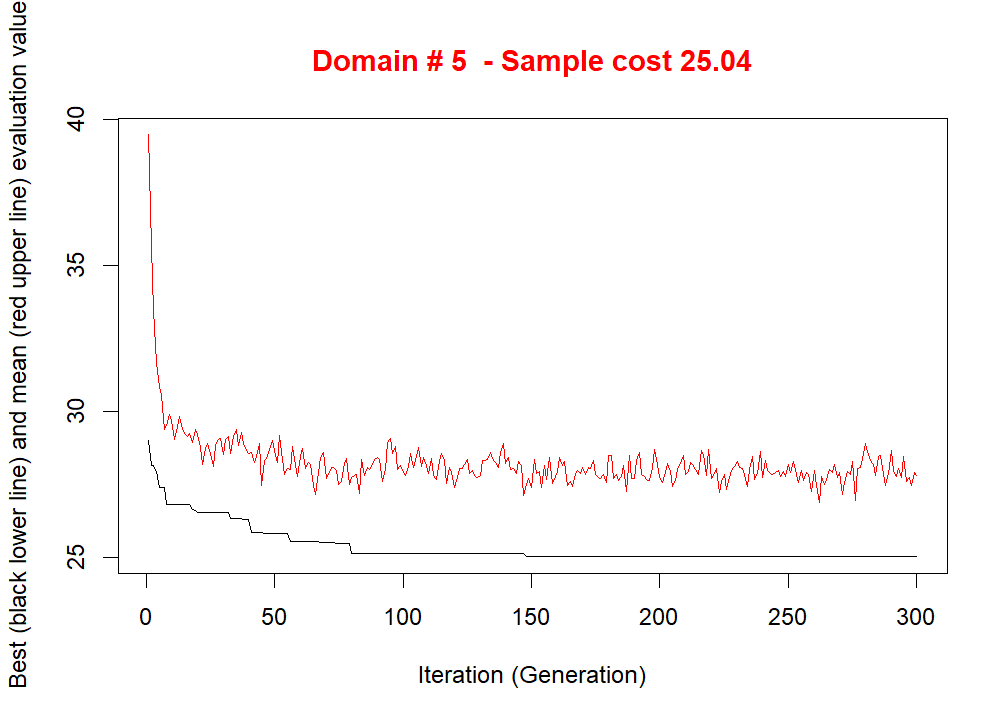 Domain # 5 - Sample cost 25.04
Best (black lower line) and mean (red upper line) evaluation value
40
35
30
25
0 50 100 150 200 250 300
Iteration (Generation)